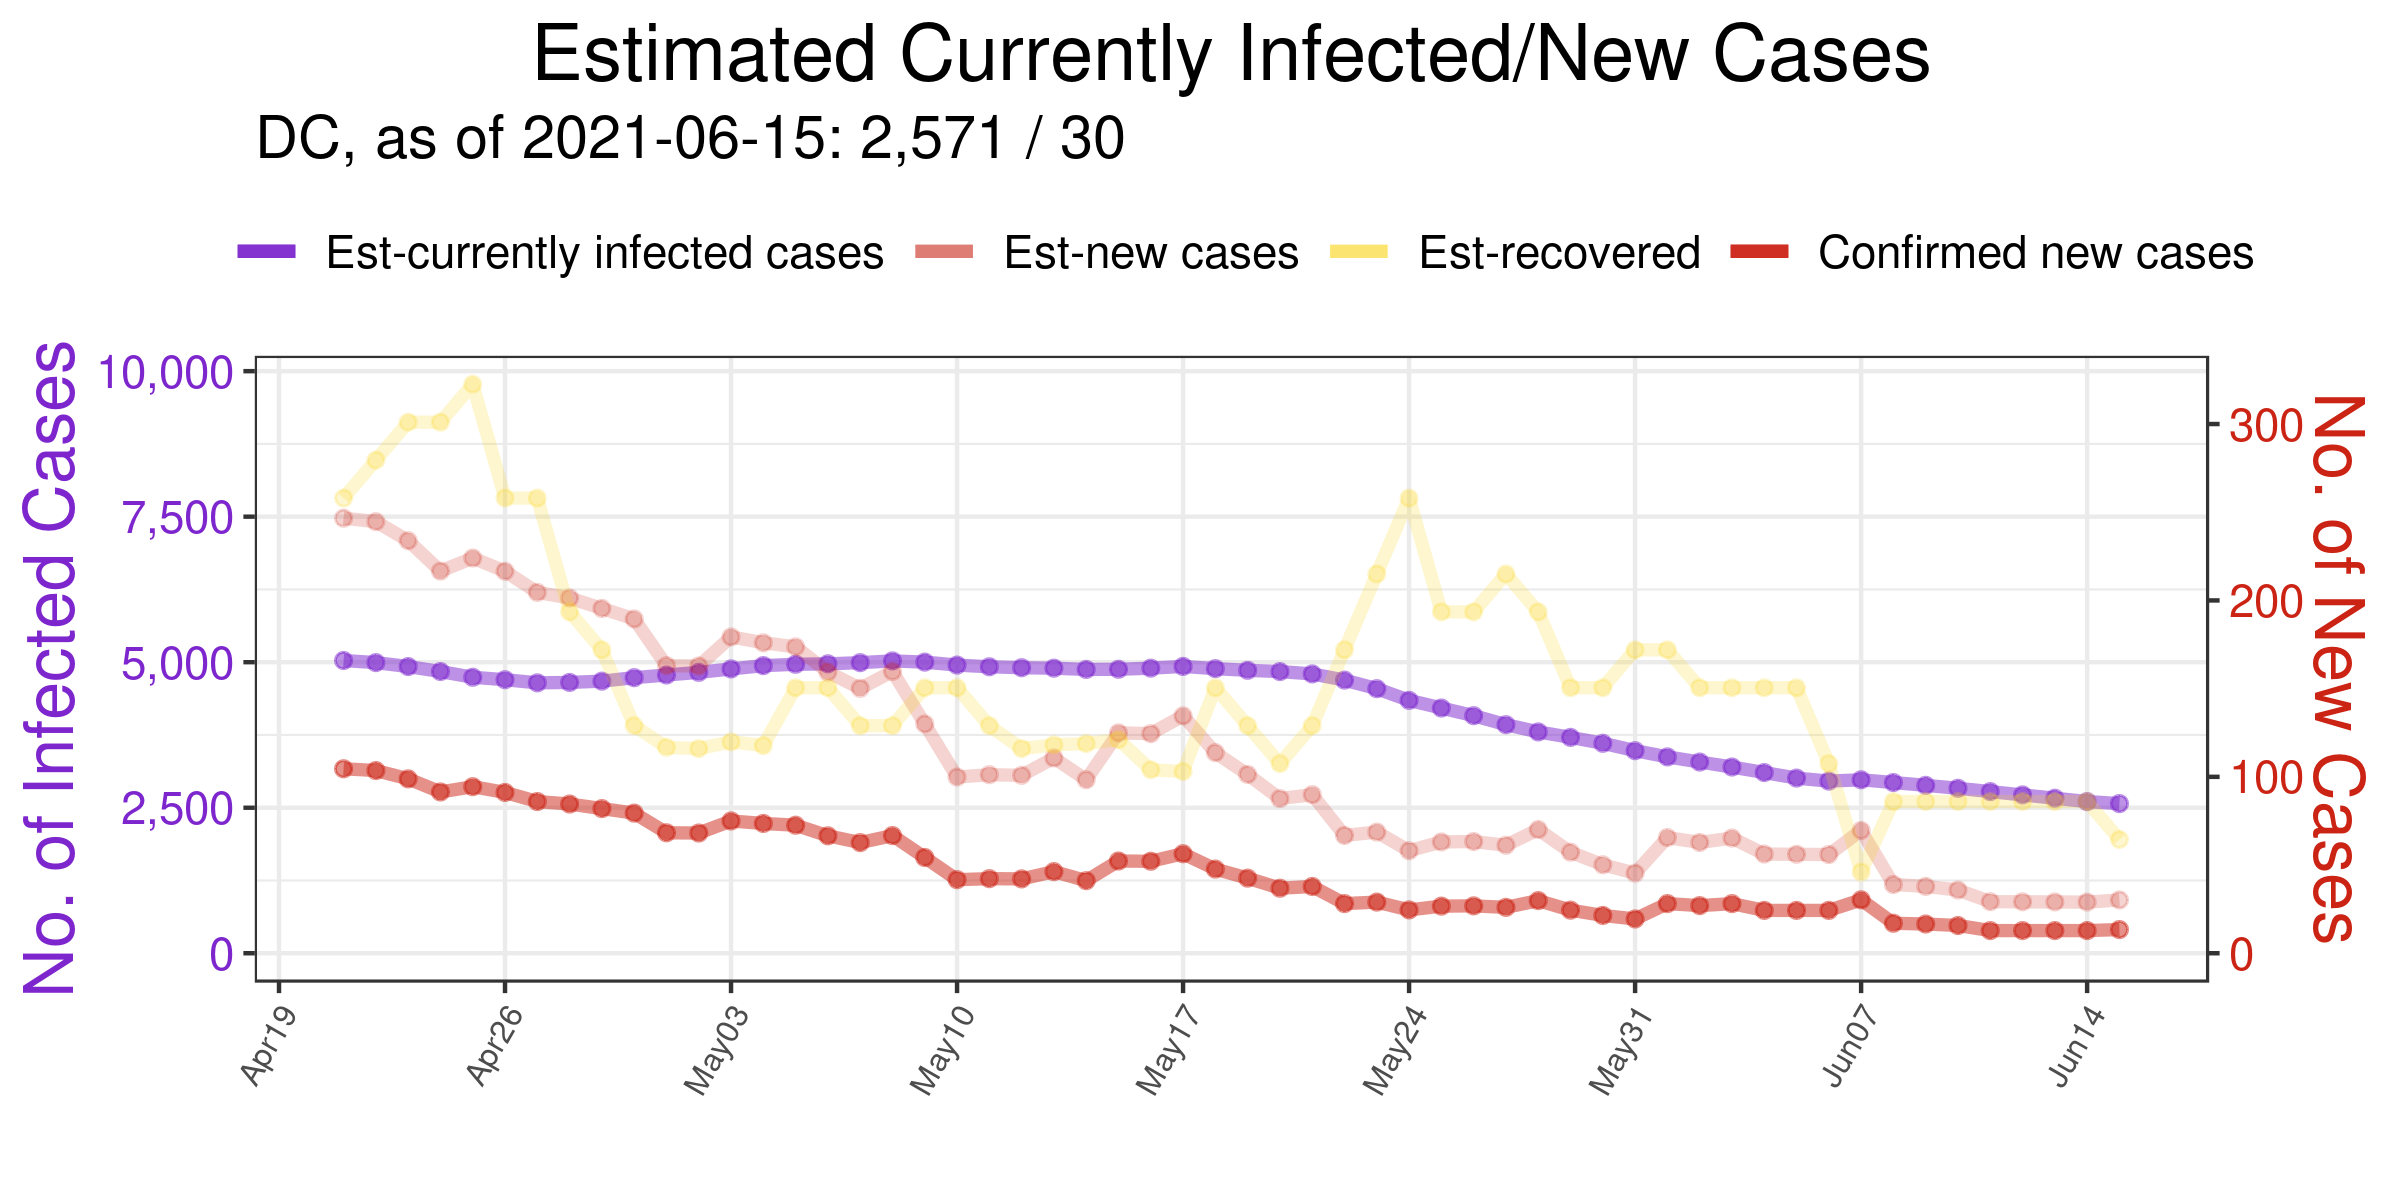 Estimated Currently Infected/New Cases
DC, as of 2021-06-15: 2,571 / 30
Est-currently infected cases Est-new cases Est-recovered Confirmed new cases
No. of Infected Cases
10,000
7,500
5,000
2,500
0
300
200
100
0
No. of New Cases
Apr19 Apr26 May03 May10 May17 May24 May31 Jun07 Jun14